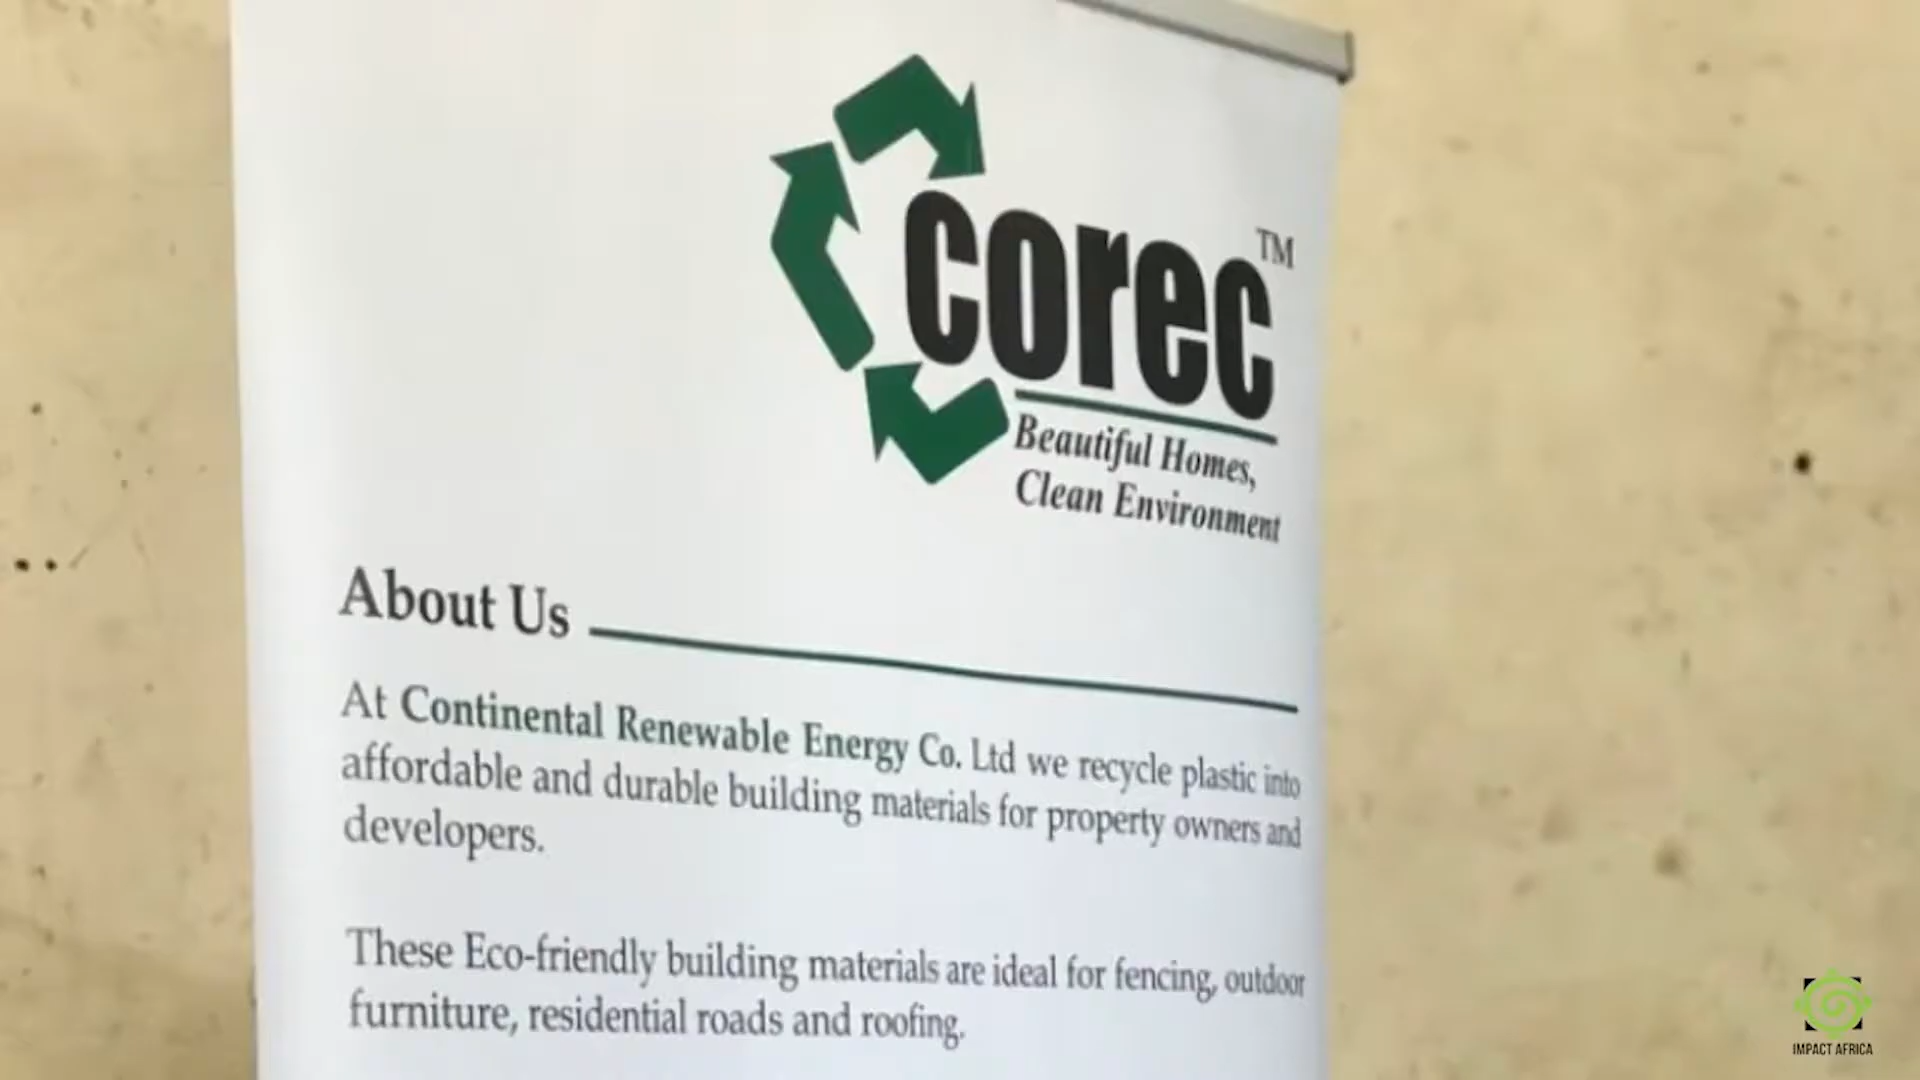 corec™
Beautiful Homes,
Clean Environment
About Us
At Continental Renewable Energy Co. Ltd we recycle plastic into
affordable and durable building materials for property owners and
developers.
These Eco-friendly building materials are ideal for fencing, outdoor
furniture, residential roads and roofing.
IMPACT AFRICA